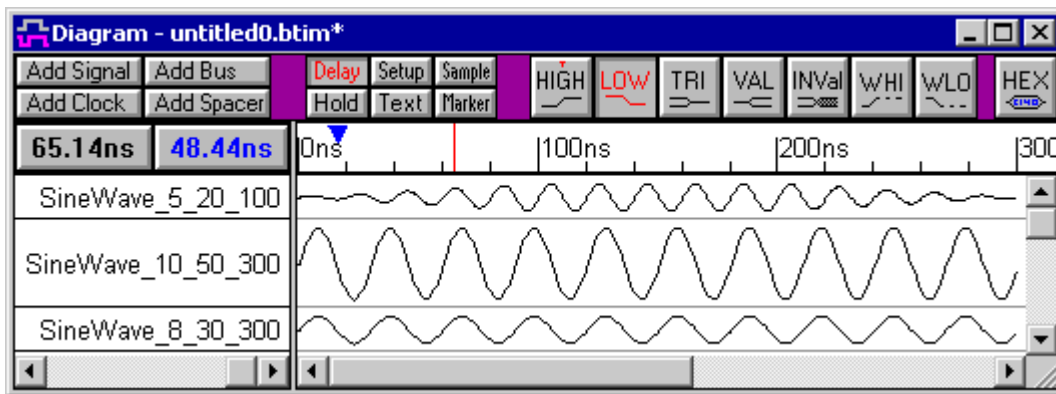 Diagram - untitled0.btim*
Add Signal Add Bus Delay Setup Sample HIGH LOW TRI VAL INVal WHI WLO HEX
Add Clock Add Spacer Hold Text Marker
65.14ns 48.44ns 0ns 100ns 200ns 300
SineWave_5_20_100
SineWave_10_50_300
SineWave_8_30_300